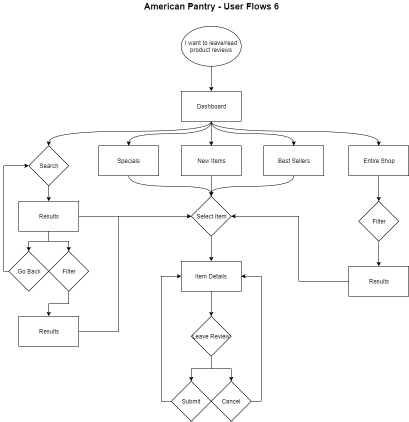 American Pantry - User Flows 6
I want to leave/read
product reviews
Dashboard
Search
Specials
New Items
Best Sellers
Entire Shop
Results
Select Item
Filter
Go Back
Filter
Item Details
Results
Results
Leave Review
Submit
Cancel